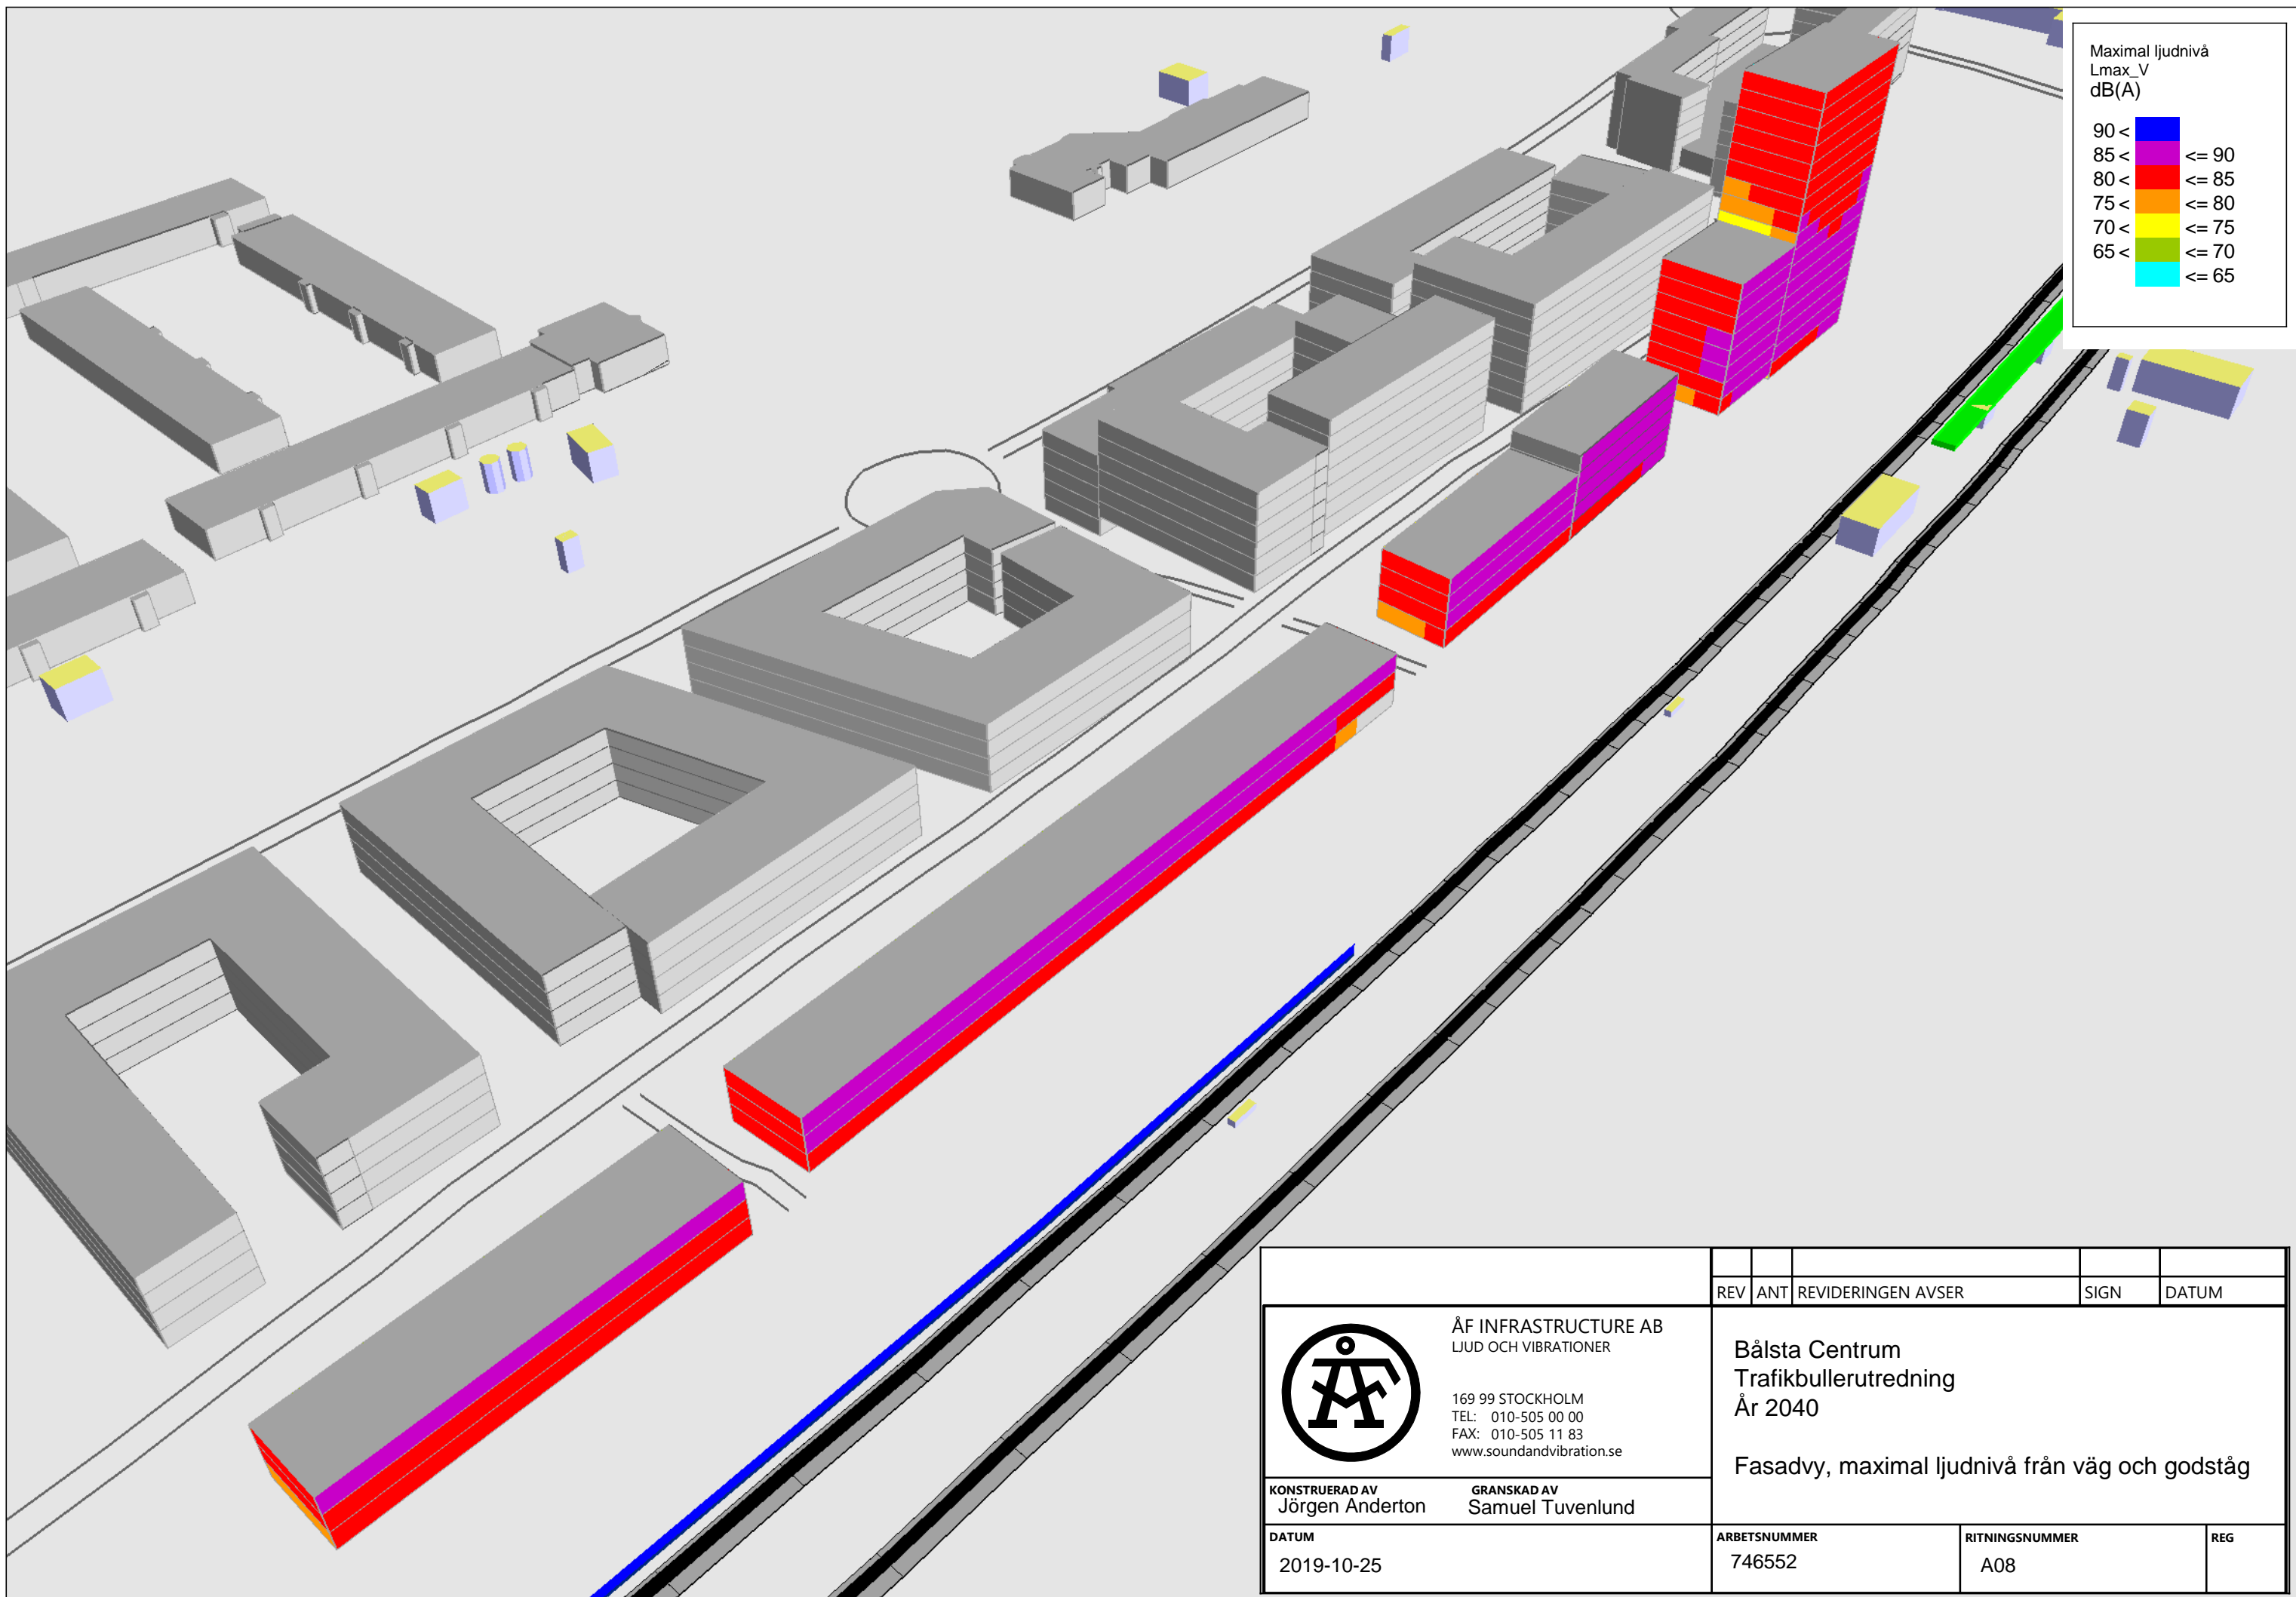 Maximal ljudnivå
Lmax_V
dB(A)
90 <
85 < <= 90
80 < <= 85
75 < <= 80
70 < <= 75
65 < <= 70
<= 65
REV ANT REVIDERINGEN AVSER SIGN DATUM
ÅF
ÅF INFRASTRUCTURE AB
LJUD OCH VIBRATIONER
169 99 STOCKHOLM
TEL: 010-505 00 00
FAX: 010-505 11 83
www.soundandvibration.se
Bålsta Centrum
Trafikbullerutredning
År 2040
Fasadvy, maximal ljudnivå från väg och godståg
KONSTRUERAD AV GRANSKAD AV
Jörgen Anderton Samuel Tuvenlund
DATUM
2019-10-25
ARBETSNUMMER RITNINGSNUMMER REG
746552 A08